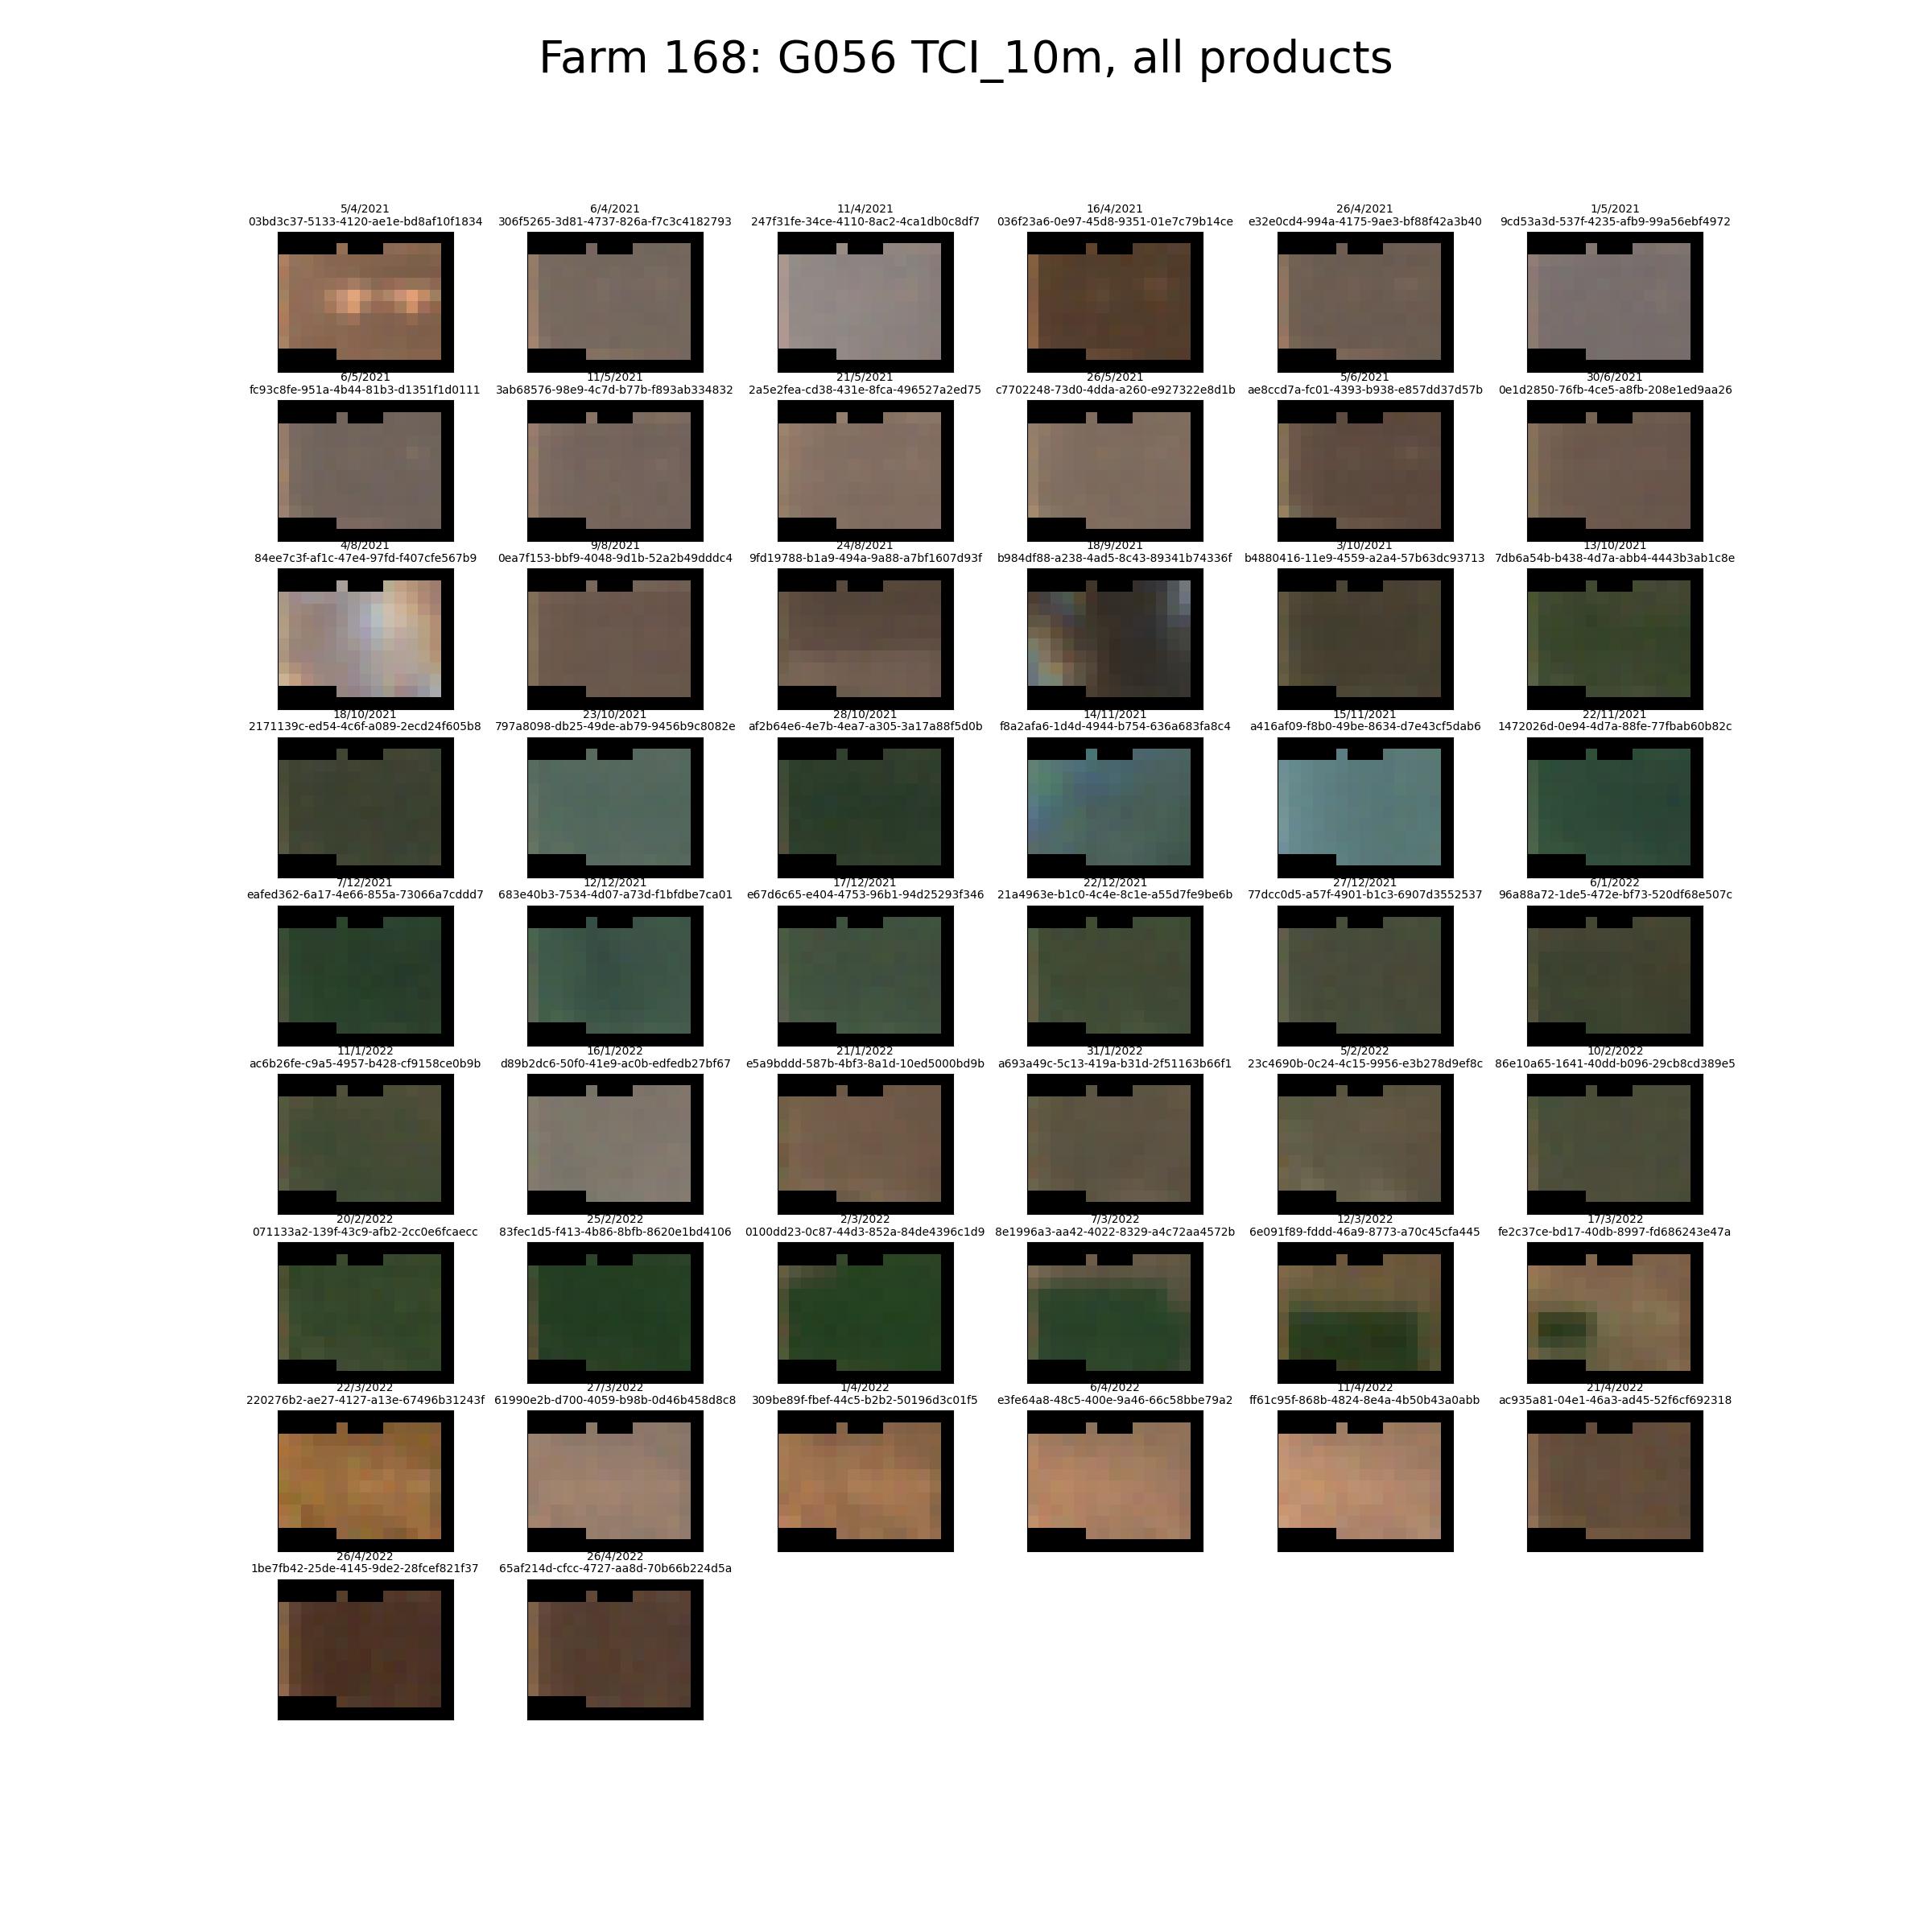 Farm 168: G056 TCI_10m, all products
5/4/2021 6/4/2021 11/4/2021 16/4/2021 26/4/2021 1/5/2021
03bd3c37-5133-4120-ae1e-bd8af10f1834 306f5265-3d81-4737-826a-f7c3c4182793 247f31fe-34ce-4110-8ac2-4ca1db0c8df7 036f23a6-0e97-45d8-9351-01e7c79b14ce e32e0cd4-994a-4175-9ae3-bf88f42a3b40 9cd53a3d-537f-4235-afb9-99a56ebf4972
6/5/2021 11/5/2021 21/5/2021 26/5/2021 5/6/2021 30/6/2021
fc93c8fe-951a-4b44-81b3-d1351f1d0111 3ab68576-98e9-4c7d-b77b-f893ab334832 2a5e2fea-cd38-431e-8fca-496527a2ed75 c7702248-73d0-4dda-a260-e927322e8d1b ae8ccd7a-fc01-4393-b938-e857dd37d57b 0e1d2850-76fb-4ce5-a8fb-208e1ed9aa26
4/8/2021 9/8/2021 24/8/2021 18/9/2021 3/10/2021 13/10/2021
84ee7c3f-af1c-47e4-97fd-f407cfe567b9 0ea7f153-bbf9-4048-9d1b-52a2b49dddc4 9fd19788-b1a9-494a-9a88-a7bf1607d93f b984df88-a238-4ad5-8c43-89341b74336f b4880416-11e9-4559-a2a4-57b63dc93713 7db6a54b-b438-4d7a-abb4-4443b3ab1c8e
18/10/2021 23/10/2021 28/10/2021 14/11/2021 15/11/2021 22/11/2021
2171139c-ed54-4c6f-a089-2ecd24f605b8 797a8098-db25-49de-ab79-9456b9c8082e af2b64e6-4e7b-4ea7-a305-3a17a88f5d0b f8a2afa6-1d4d-4944-b754-636a683fa8c4 a416af09-f8b0-49be-8634-d7e43cf5dab6 1472026d-0e94-4d7a-88fe-77fbab60b82c
7/12/2021 12/12/2021 17/12/2021 22/12/2021 27/12/2021 6/1/2022
eafed362-6a17-4e66-855a-73066a7cddd7 683e40b3-7534-4d07-a73d-f1bfdbe7ca01 e67d6c65-e404-4753-96b1-94d25293f346 21a4963e-b1c0-4c4e-8c1e-a55d7fe9be6b 77dcc0d5-a57f-4901-b1c3-6907d3552537 96a88a72-1de5-472e-bf73-520df68e507c
11/1/2022 16/1/2022 21/1/2022 31/1/2022 5/2/2022 10/2/2022
ac6b26fe-c9a5-4957-b428-cf9158ce0b9b d89b2dc6-50f0-41e9-ac0b-edfedb27bf67 e5a9bddd-587b-4bf3-8a1d-10ed5000bd9b a693a49c-5c13-419a-b31d-2f51163b66f1 23c4690b-0c24-4c15-9956-e3b278d9ef8c 86e10a65-1641-40dd-b096-29cb8cd389e5
20/2/2022 25/2/2022 2/3/2022 7/3/2022 12/3/2022 17/3/2022
071133a2-139f-43c9-afb2-2cc0e6fcaecc 83fec1d5-f413-4b86-8bfb-8620e1bd4106 0100dd23-0c87-44d3-852a-84de4396c1d9 8e1996a3-aa42-4022-8329-a4c72aa4572b 6e091f89-fddd-46a9-8773-a70c45cfa445 fe2c37ce-bd17-40db-8997-fd686243e47a
22/3/2022 27/3/2022 1/4/2022 6/4/2022 11/4/2022 21/4/2022
220276b2-ae27-4127-a13e-67496b31243f 61990e2b-d700-4059-b98b-0d46b458d8c8 309be89f-fbef-44c5-b2b2-50196d3c01f5 e3fe64a8-48c5-400e-9a46-66c58bbe79a2 ff61c95f-868b-4824-8e4a-4b50b43a0abb ac935a81-04e1-46a3-ad45-52f6cf692318
26/4/2022 26/4/2022
1be7fb42-25de-4145-9de2-28fcef821f37 65af214d-cfcc-4727-aa8d-70b66b224d5a